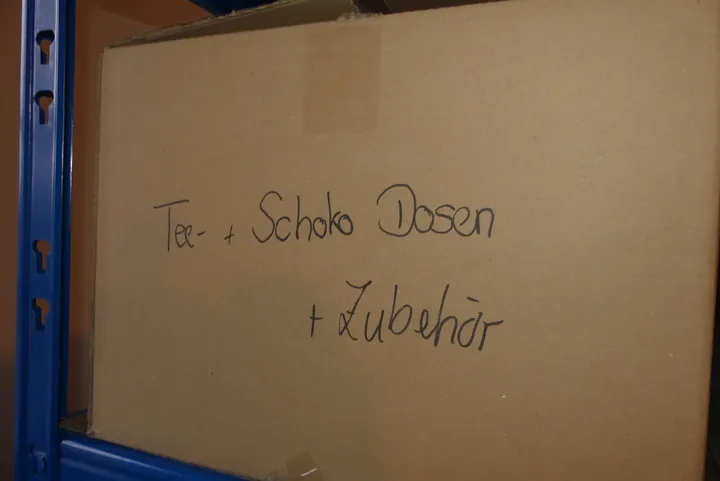 Tee- + Schoko Dosen
+ Zubehör